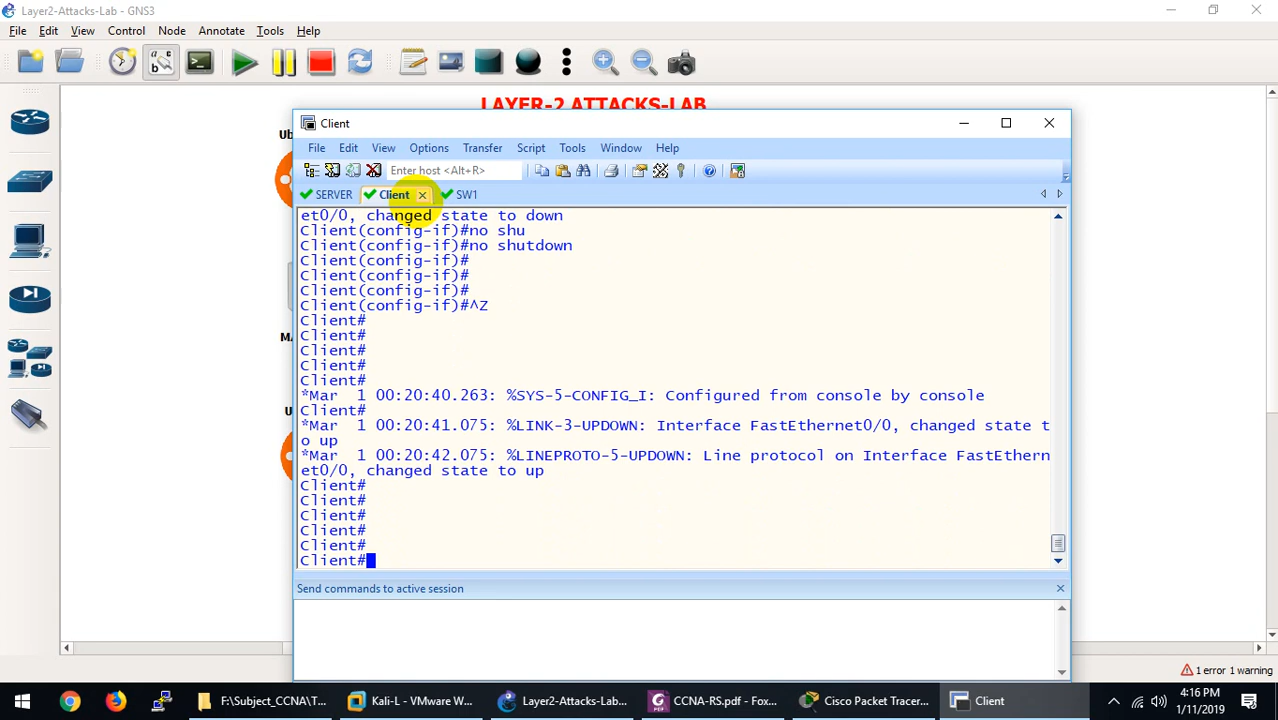 Layer2-Attacks-Lab - GNS3
File Edit View Control Node Annotate Tools Help
LAYER-2 ATTACKS-LAB
Client
File Edit View Options Transfer Script Tools Window Help
Enter host <Alt+R>
SERVER Client SW1
et0/0, changed state to down
Client(config-if)#no shu
Client(config-if)#no shutdown
Client(config-if)#
Client(config-if)#
Client(config-if)#
Client(config-if)#^Z
Client#
Client#
Client#
Client#
Client#
*Mar  1 00:20:40.263: %SYS-5-CONFIG_I: Configured from console by console
Client#
*Mar  1 00:20:41.075: %LINK-3-UPDOWN: Interface FastEthernet0/0, changed state t
o up
*Mar  1 00:20:42.075: %LINEPROTO-5-UPDOWN: Line protocol on Interface FastEthern
et0/0, changed state to up
Client#
Client#
Client#
Client#
Client#
Client#
Send commands to active session
1 error 1 warning
F:\Subject_CCNA\T... Kali-L - VMware W... Layer2-Attacks-Lab... CCNA-RS.pdf - Fox... Cisco Packet Tracer... Client
4:16 PM
1/11/2019